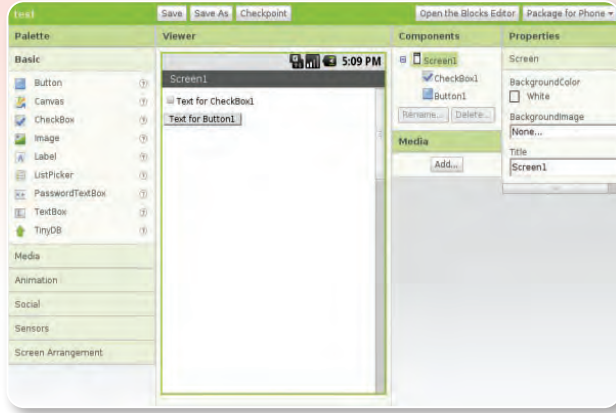 text
Save
Save As
Checkpoint
Open the Blocks Editor
Package for Phone
Palette
Basic
Button
Canvas
CheckBox
Image
Label
ListPicker
PasswordTextBox
TextBox
TinyDB
Media
Animation
Social
Sensors
Screen Arrangement
Viewer
5:09 PM
Screen1
Text for CheckBox1
Text for Button1
Components
Screen1
CheckBox1
Button1
Rename...
Delete...
Media
Add...
Properties
Screen
BackgroundColor
White
BackgroundImage
None...
Title
Screen1